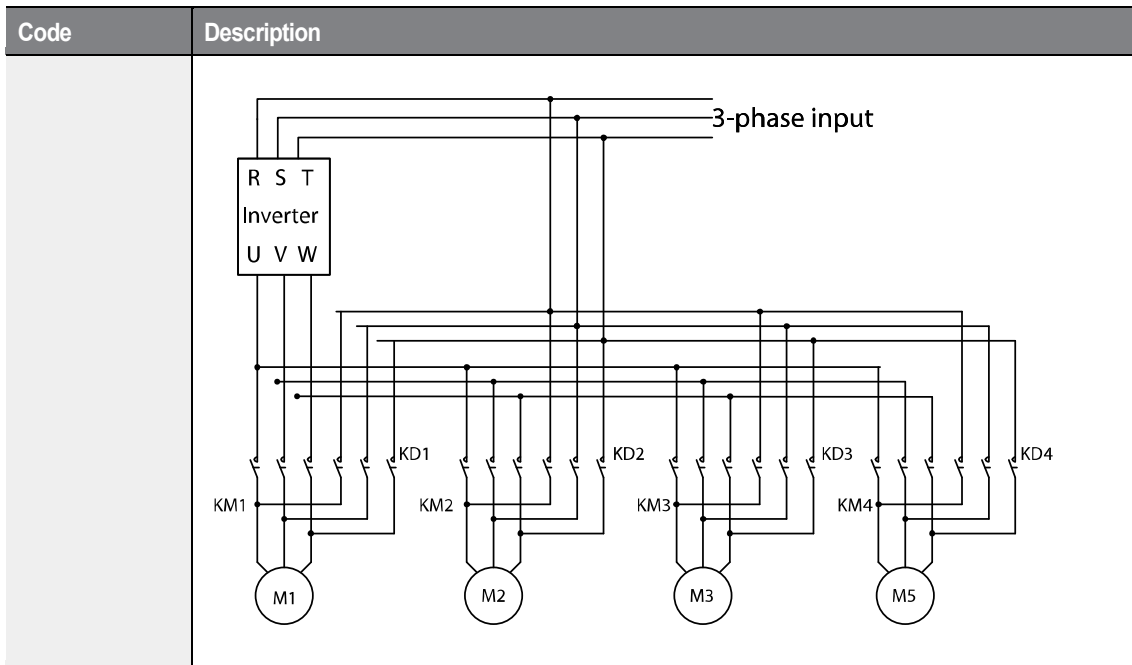 Code Description
3-phase input
R S T
Inverter
U V W
KD1 KD2 KD3 KD4
KM1 KM2 KM3 KM4
M1 M2 M3 M5